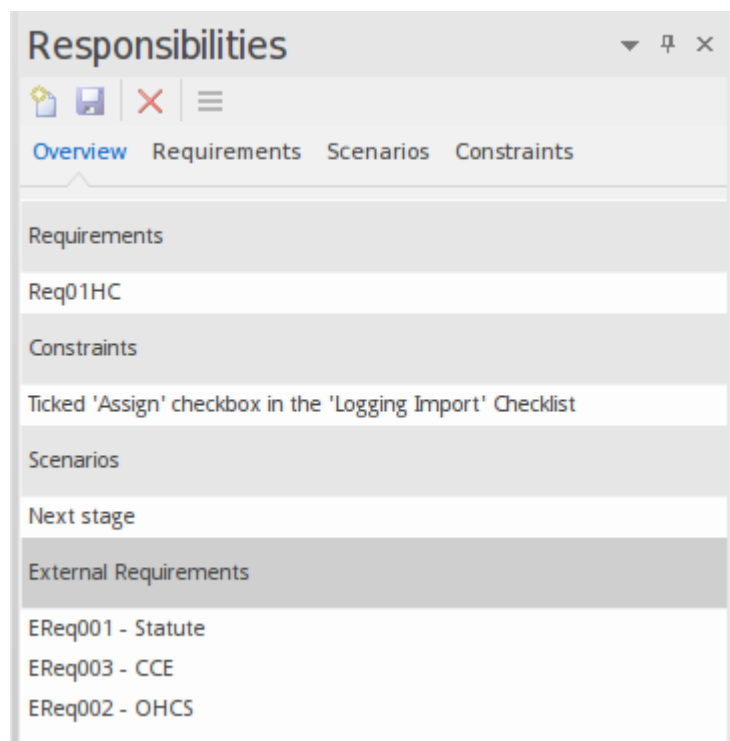 Responsibilities
Overview Requirements Scenarios Constraints
Requirements
Req01HC
Constraints
Ticked 'Assign' checkbox in the 'Logging Import' Checklist
Scenarios
Next stage
External Requirements
EReq001 - Statute
EReq003 - CCE
EReq002 - OHCS